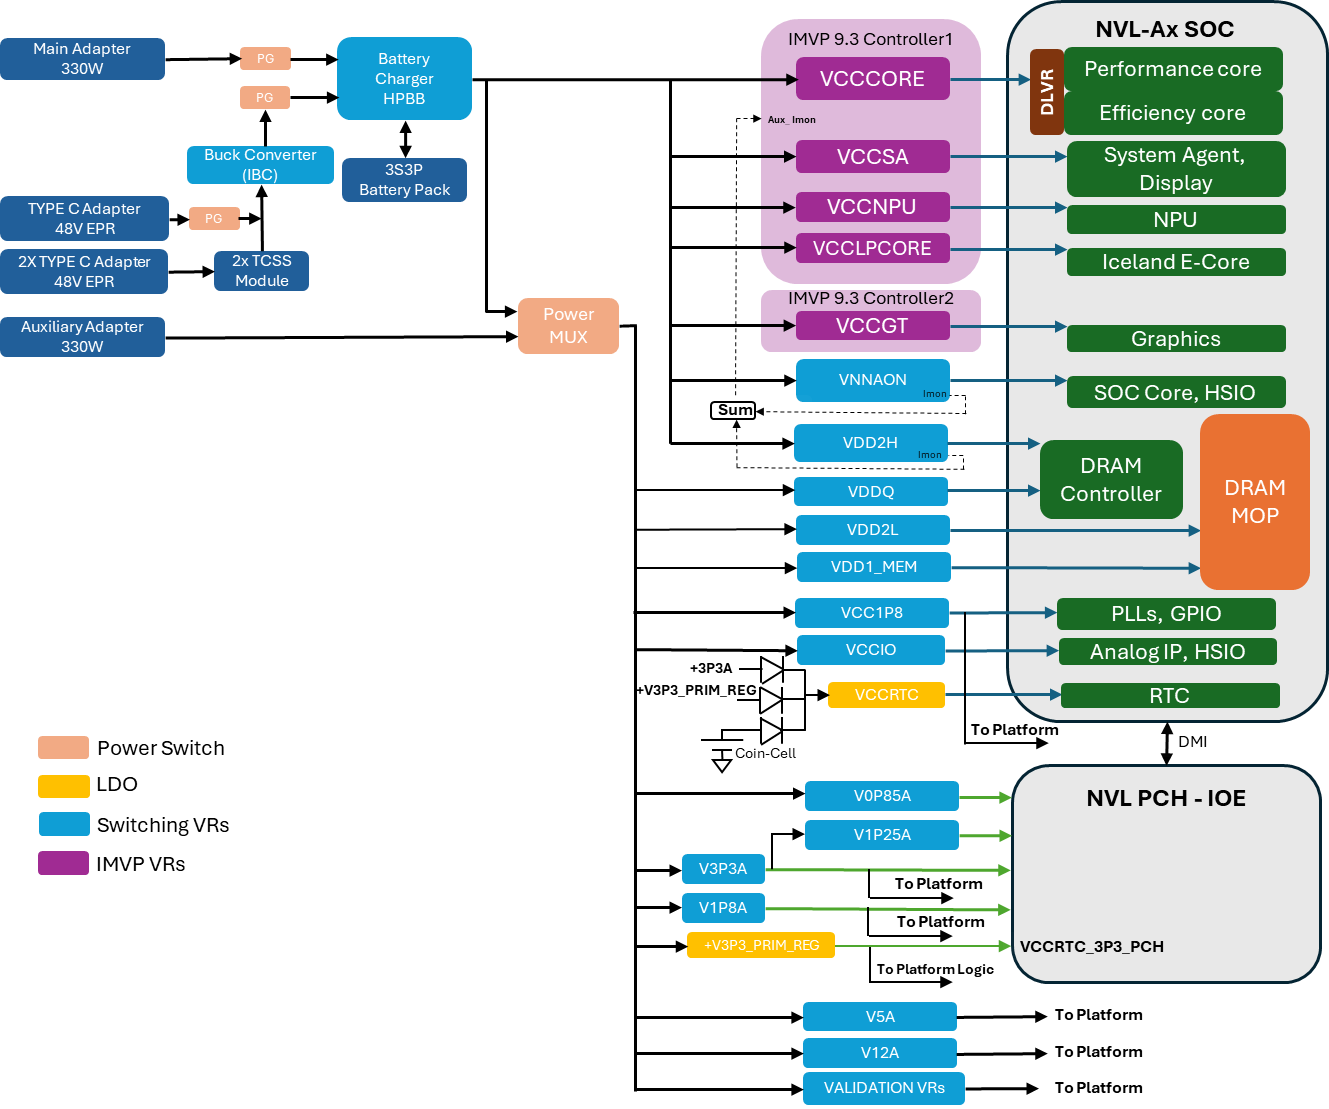 NVL-Ax SOC
Main Adapter
330W
PG
Battery
Charger
HPBB
IMVP 9.3 Controller1
VCCCORE
DLVR
Performance core
Efficiency core
PG
Aux_Imon
Buck Converter
(IBC)
3S3P
Battery Pack
VCCSA
System Agent,
Display
TYPE C Adapter
48V EPR
PG
VCCNPU
NPU
2X TYPE C Adapter
48V EPR
2x TCSS
Module
VCCLPCORE
Iceland E-Core
Auxiliary Adapter
330W
Power
MUX
IMVP 9.3 Controller2
VCCGT
Graphics
VNNAON
Imon
SOC Core, HSIO
Sum
VDD2H
Imon
DRAM
Controller
DRAM
MOP
VDDQ
VDD2L
VDD1_MEM
VCC1P8
PLLs, GPIO
VCCIO
Analog IP, HSIO
+3P3A
+V3P3_PRIM_REG
VCCRTC
RTC
Coin-Cell
To Platform
DMI
Power Switch
LDO
Switching VRs
IMVP VRs
NVL PCH - IOE
V0P85A
V1P25A
V3P3A
To Platform
V1P8A
To Platform
+V3P3_PRIM_REG
VCCRTC_3P3_PCH
To Platform Logic
V5A
To Platform
V12A
To Platform
VALIDATION VRs
To Platform